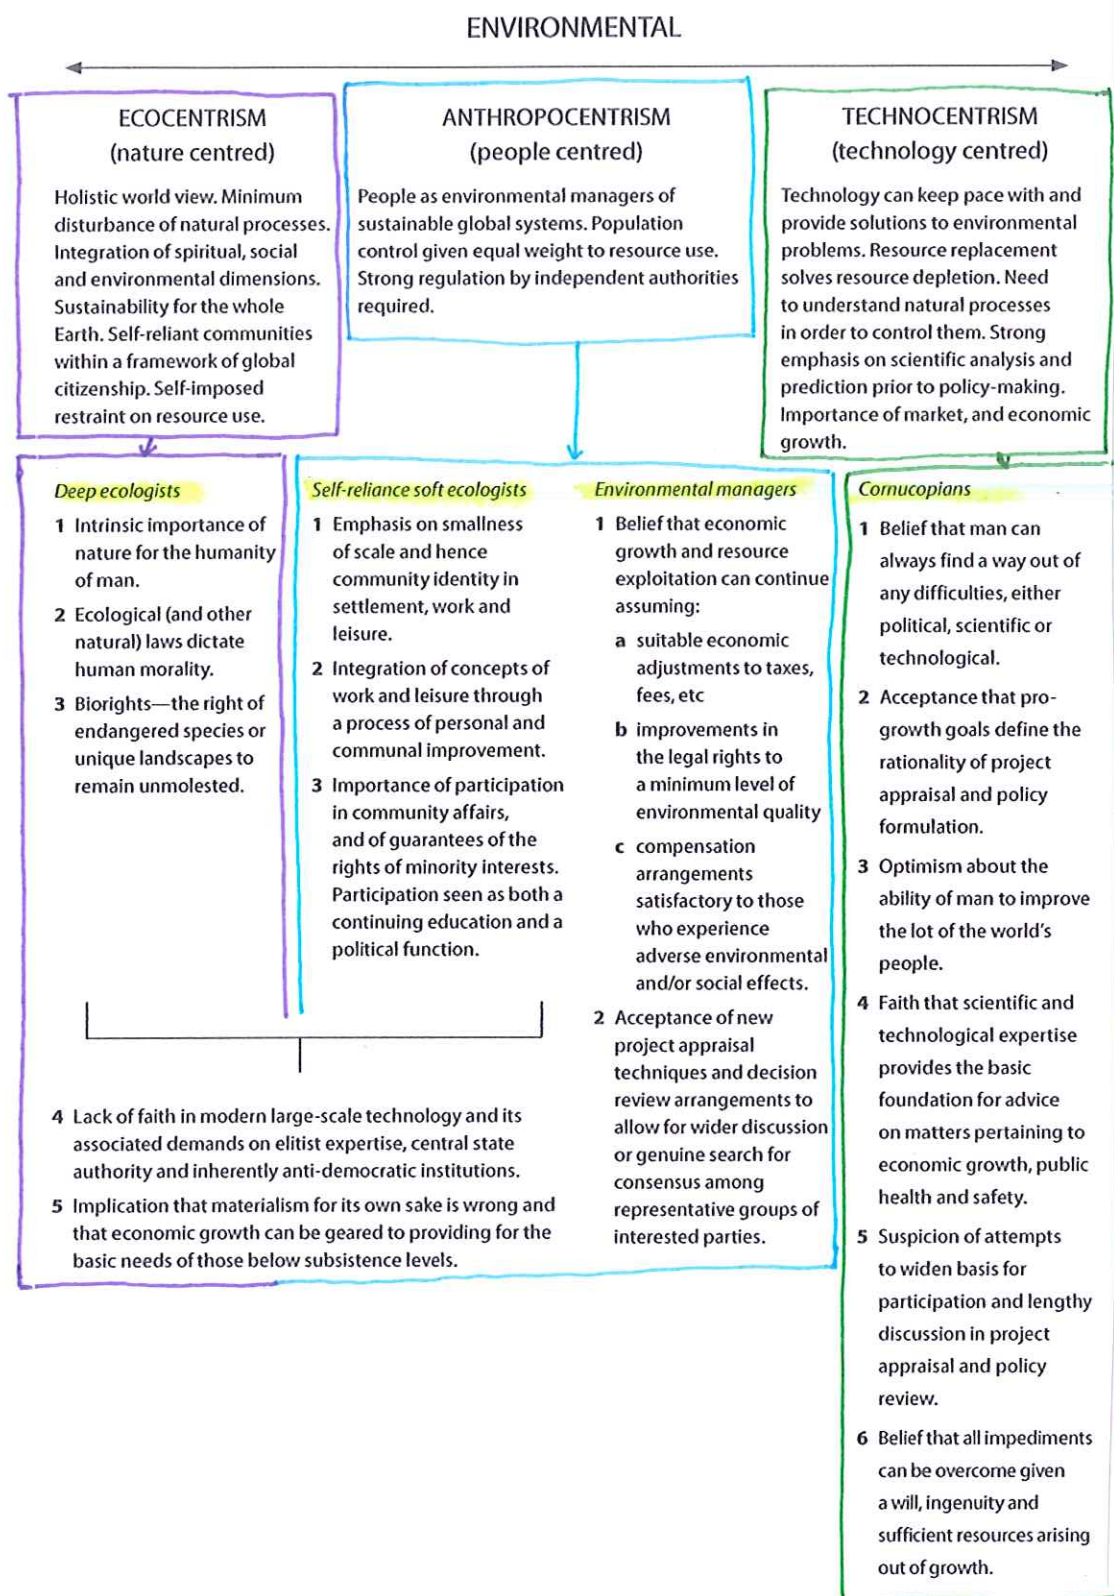 ENVIRONMENTAL
ECOCENTRISM
(nature centred)
Holistic world view. Minimum
disturbance of natural processes.
Integration of spiritual, social
and environmental dimensions.
Sustainability for the whole
Earth. Self-reliant communities
within a framework of global
citizenship. Self-imposed
restraint on resource use.
ANTHROPOCENTRISM
(people centred)
People as environmental managers of
sustainable global systems. Population
control given equal weight to resource use.
Strong regulation by independent authorities
required.
TECHNOCENTRISM
(technology centred)
Technology can keep pace with and
provide solutions to environmental
problems. Resource replacement
solves resource depletion. Need
to understand natural processes
in order to control them. Strong
emphasis on scientific analysis and
prediction prior to policy-making.
Importance of market, and economic
growth.
Deep ecologists
1 Intrinsic importance of
nature for the humanity
of man.
2 Ecological (and other
natural) laws dictate
human morality.
3 Biorights—the right of
endangered species or
unique landscapes to
remain unmolested.
Self-reliance soft ecologists
1 Emphasis on smallness
of scale and hence
community identity in
settlement, work and
leisure.
2 Integration of concepts of
work and leisure through
a process of personal and
communal improvement.
3 Importance of participation
in community affairs,
and of guarantees of the
rights of minority interests.
Participation seen as both a
continuing education and a
political function.
4 Lack of faith in modern large-scale technology and its
associated demands on elitist expertise, central state
authority and inherently anti-democratic institutions.
5 Implication that materialism for its own sake is wrong and
that economic growth can be geared to providing for the
basic needs of those below subsistence levels.
Environmental managers
1 Belief that economic
growth and resource
exploitation can continue
assuming:
a suitable economic
adjustments to taxes,
fees, etc
b improvements in
the legal rights to
a minimum level of
environmental quality
c compensation
arrangements
satisfactory to those
who experience
adverse environmental
and/or social effects.
2 Acceptance of new
project appraisal
techniques and decision
review arrangements to
allow for wider discussion
or genuine search for
consensus among
representative groups of
interested parties.
Cornucopians
1 Belief that man can
always find a way out of
any difficulties, either
political, scientific or
technological.
2 Acceptance that pro-
growth goals define the
rationality of project
appraisal and policy
formulation.
3 Optimism about the
ability of man to improve
the lot of the world's
people.
4 Faith that scientific and
technological expertise
provides the basic
foundation for advice
on matters pertaining to
economic growth, public
health and safety.
5 Suspicion of attempts
to widen basis for
participation and lengthy
discussion in project
appraisal and policy
review.
6 Belief that all impediments
can be overcome given
a will, ingenuity and
sufficient resources arising
out of growth.